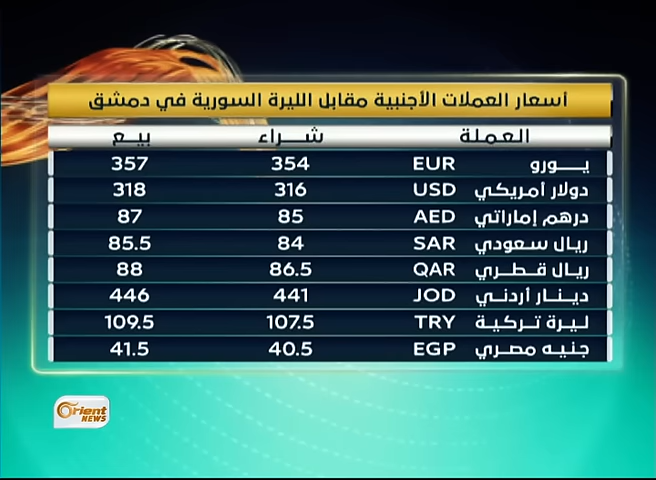 أسعار العملات الأجنبية مقابل الليرة السورية في دمشق
العملة شراء بيع
يورو EUR 354 357
دولار أمريكي USD 316 318
درهم إماراتي AED 85 87
ريال سعودي SAR 84 85.5
ريال قطري QAR 86.5 88
دينار أردني JOD 441 446
ليرة تركية TRY 107.5 109.5
جنيه مصري EGP 40.5 41.5
Orient
NEWS